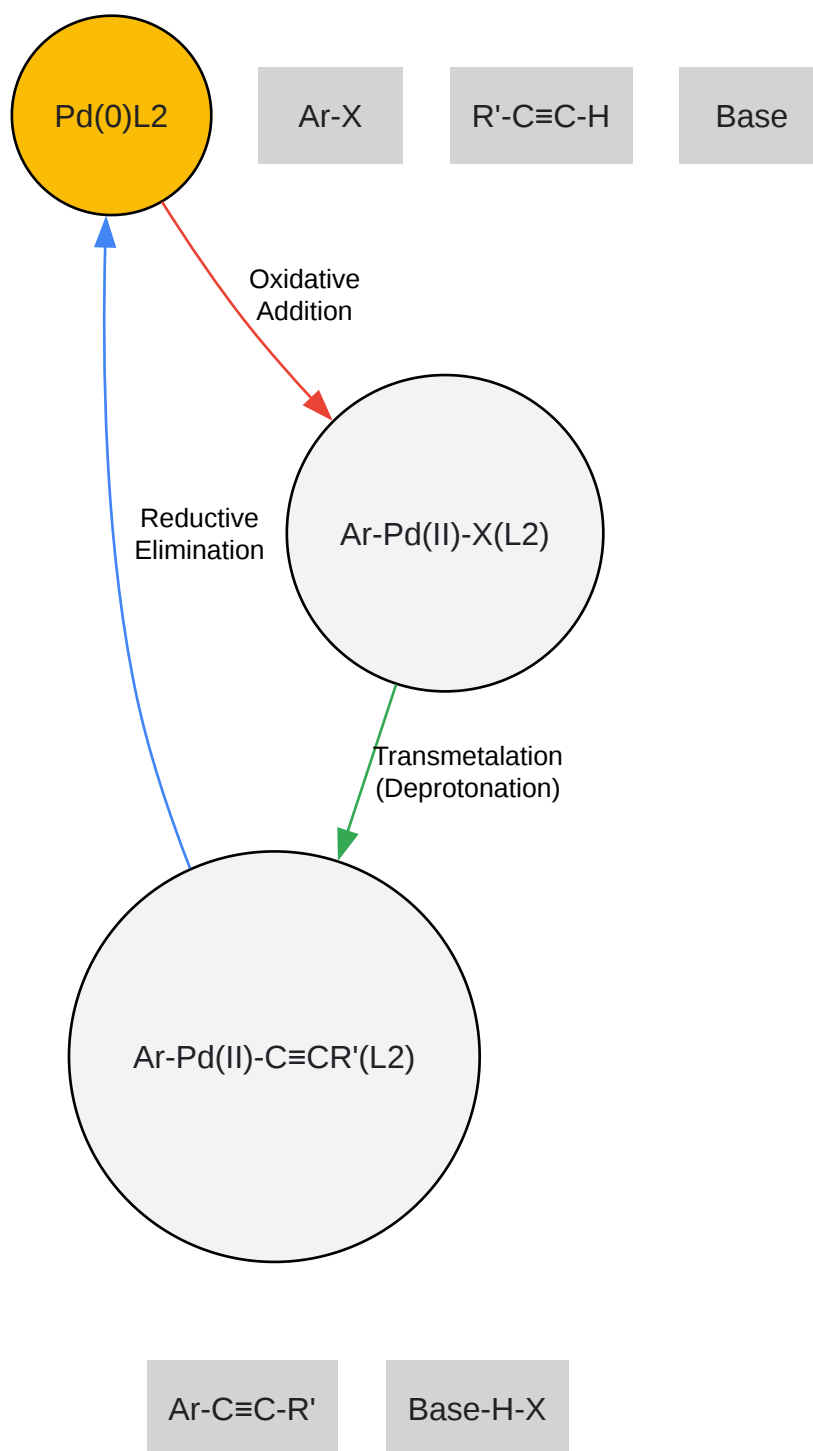 Pd(0)L2
Ar-X
R'-C≡C-H
Base
Oxidative
Addition
Reductive
Elimination
Ar-Pd(II)-X(L2)
Transmetalation
(Deprotonation)
Ar-Pd(II)-C≡CR'(L2)
Ar-C≡C-R'
Base-H-X